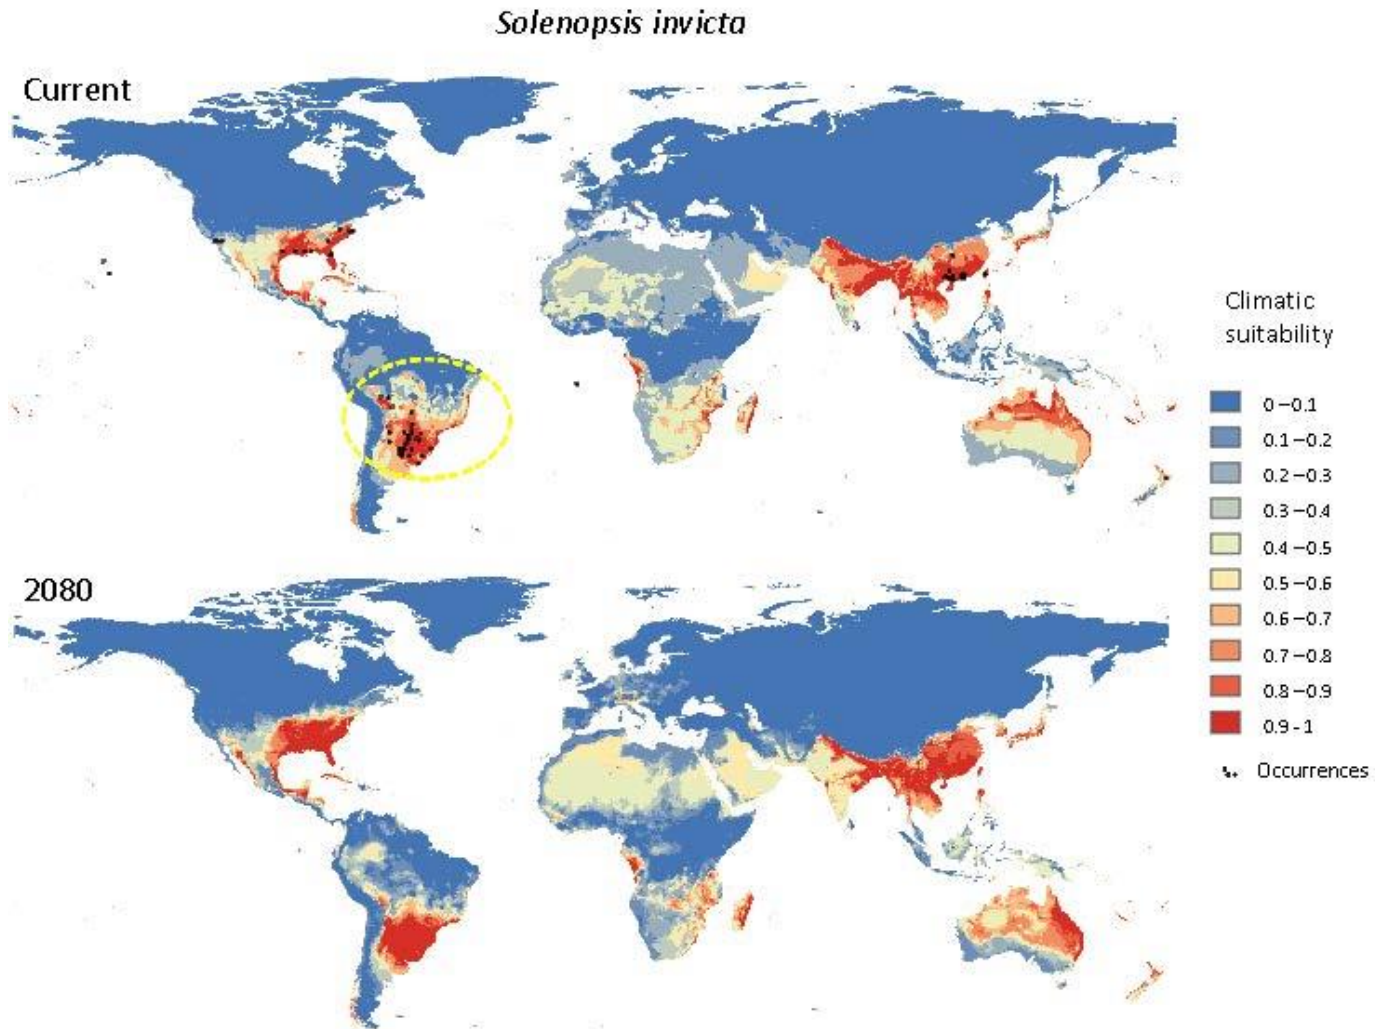 Solenopsis invicta
Current
2080
Climatic
suitability
0–0.1
0.1–0.2
0.2–0.3
0.3–0.4
0.4–0.5
0.5–0.6
0.6–0.7
0.7–0.8
0.8–0.9
0.9-1
Occurrences